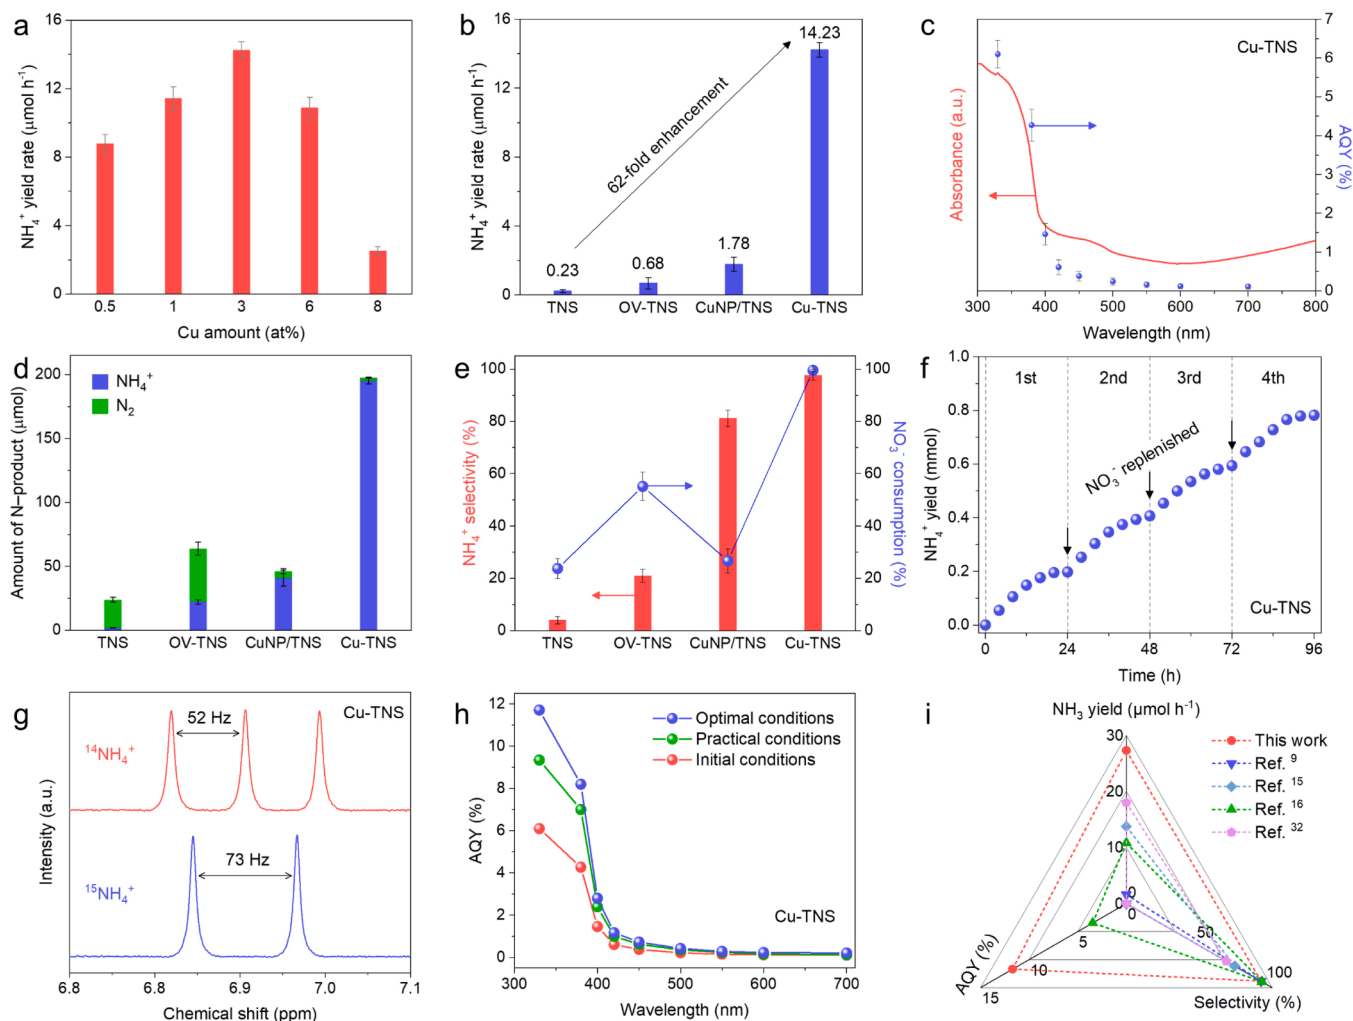 a
NH₄⁺ yield rate (μmol h⁻¹)
16
12
8
4
0
0.5 1 3 6 8
Cu amount (at%)
b
NH₄⁺ yield rate (μmol h⁻¹)
16
12
8
4
0
62-fold enhancement
0.23 0.68 1.78 14.23
TNS OV-TNS CuNP/TNS Cu-TNS
c
Cu-TNS
Absorbance (a.u.)
AQY (%)
7
6
5
4
3
2
1
0
300 400 500 600 700 800
Wavelength (nm)
d
NH₄⁺
N₂
Amount of N–product (μmol)
200
150
100
50
0
TNS OV-TNS CuNP/TNS Cu-TNS
e
NH₄⁺ selectivity (%)
100
80
60
40
20
0
NO₃⁻ consumption (%)
100
80
60
40
20
0
TNS OV-TNS CuNP/TNS Cu-TNS
f
NH₄⁺ yield (mmol)
1.0
0.8
0.6
0.4
0.2
0.0
1st 2nd 3rd 4th
NO₃⁻ replenished
Cu-TNS
0 24 48 72 96
Time (h)
g
Cu-TNS
52 Hz
¹⁴NH₄⁺
73 Hz
¹⁵NH₄⁺
Intensity (a.u.)
6.8 6.8 6.9 7.0 7.1
Chemical shift (ppm)
h
AQY (%)
12
10
8
6
4
2
0
Optimal conditions
Practical conditions
Initial conditions
Cu-TNS
300 400 500 600 700
Wavelength (nm)
i
NH₃ yield (μmol h⁻¹)
30
20
10
0
0
0
5
10
15
50
100
AQY (%)
Selectivity (%)
This work
Ref. ⁹
Ref. ¹⁵
Ref. ¹⁶
Ref. ³²